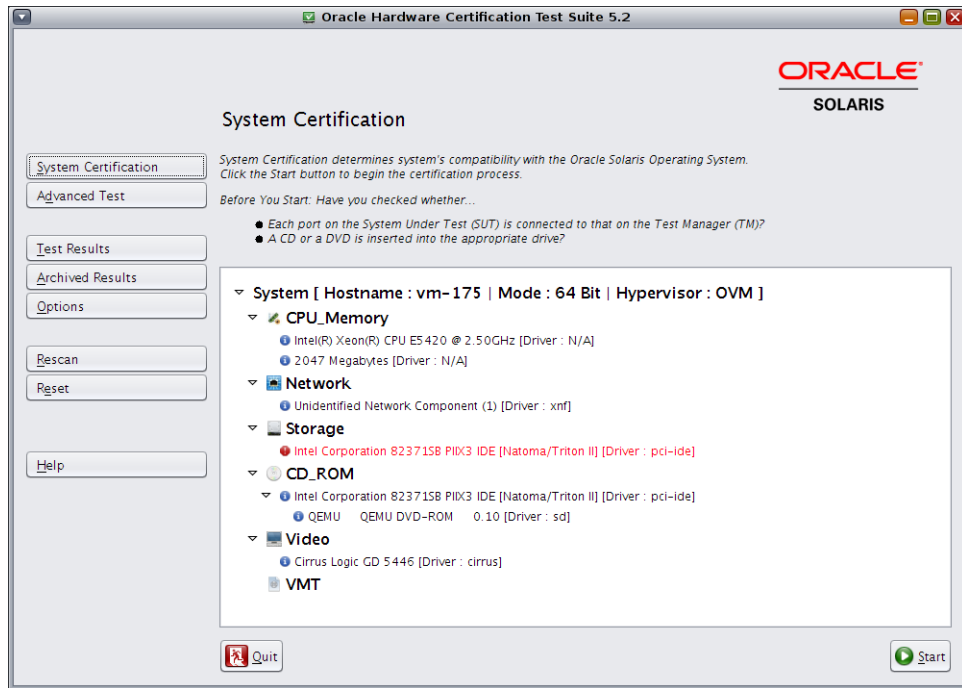 Oracle Hardware Certification Test Suite 5.2
ORACLE
SOLARIS
System Certification
System Certification
Advanced Test
Test Results
Archived Results
Options
Rescan
Reset
Help
System Certification determines system's compatibility with the Oracle Solaris Operating System.
Click the Start button to begin the certification process.
Before You Start: Have you checked whether...
Each port on the System Under Test (SUT) is connected to that on the Test Manager (TM)?
A CD or a DVD is inserted into the appropriate drive?
System [ Hostname : vm-175 | Mode : 64 Bit | Hypervisor : OVM ]
CPU_Memory
Intel(R) Xeon(R) CPU E5420 @ 2.50GHz [Driver : N/A]
2047 Megabytes [Driver : N/A]
Network
Unidentified Network Component (1) [Driver : xnf]
Storage
Intel Corporation 82371SB PIIX3 IDE [Natoma/Triton II] [Driver : pci-ide]
CD_ROM
Intel Corporation 82371SB PIIX3 IDE [Natoma/Triton II] [Driver : pci-ide]
QEMU QEMU DVD-ROM 0.10 [Driver : sd]
Video
Cirrus Logic GD 5446 [Driver : cirrus]
VMT
Quit
Start